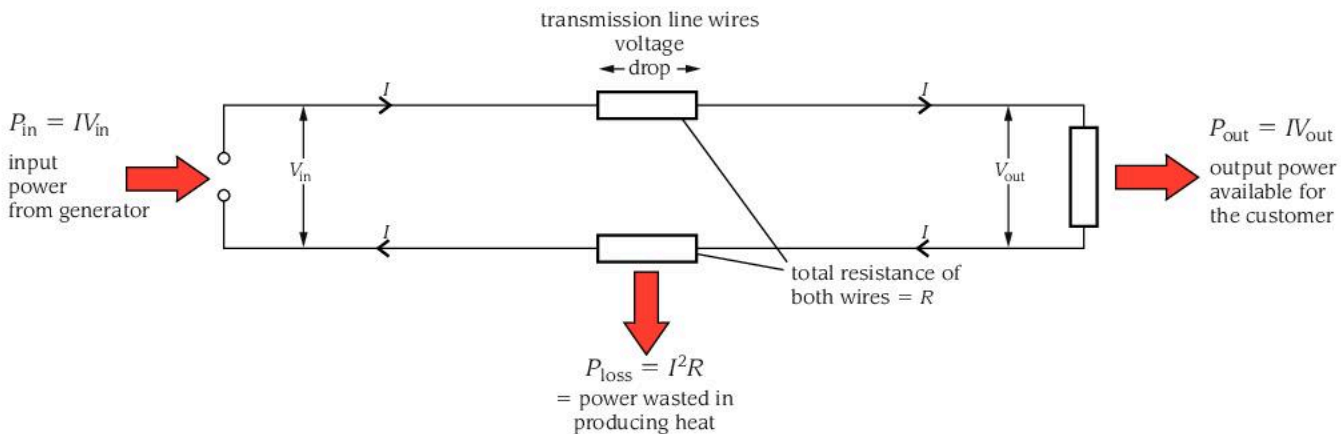 transmission line wires
voltage
drop
I
I
P_in = IV_in
input
power
from generator
V_in
V_out
P_out = IV_out
output power
available for
the customer
I
I
total resistance of
both wires = R
P_loss = I²R
= power wasted in
producing heat